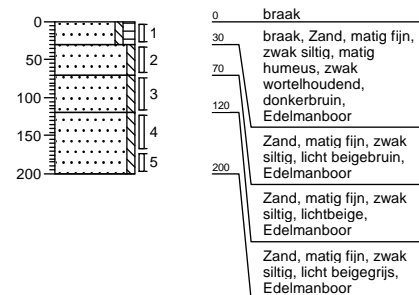 0
50
100
150
200
1
2
3
4
5
0 braak
30 braak, Zand, matig fijn,
zwak siltig, matig
humeus, zwak
wortelhoudend,
donkerbruin,
Edelmanboor
70
Zand, matig fijn, zwak
siltig, licht beigebruin,
Edelmanboor
120
Zand, matig fijn, zwak
siltig, lichtbeige,
Edelmanboor
200
Zand, matig fijn, zwak
siltig, licht beigegrijs,
Edelmanboor